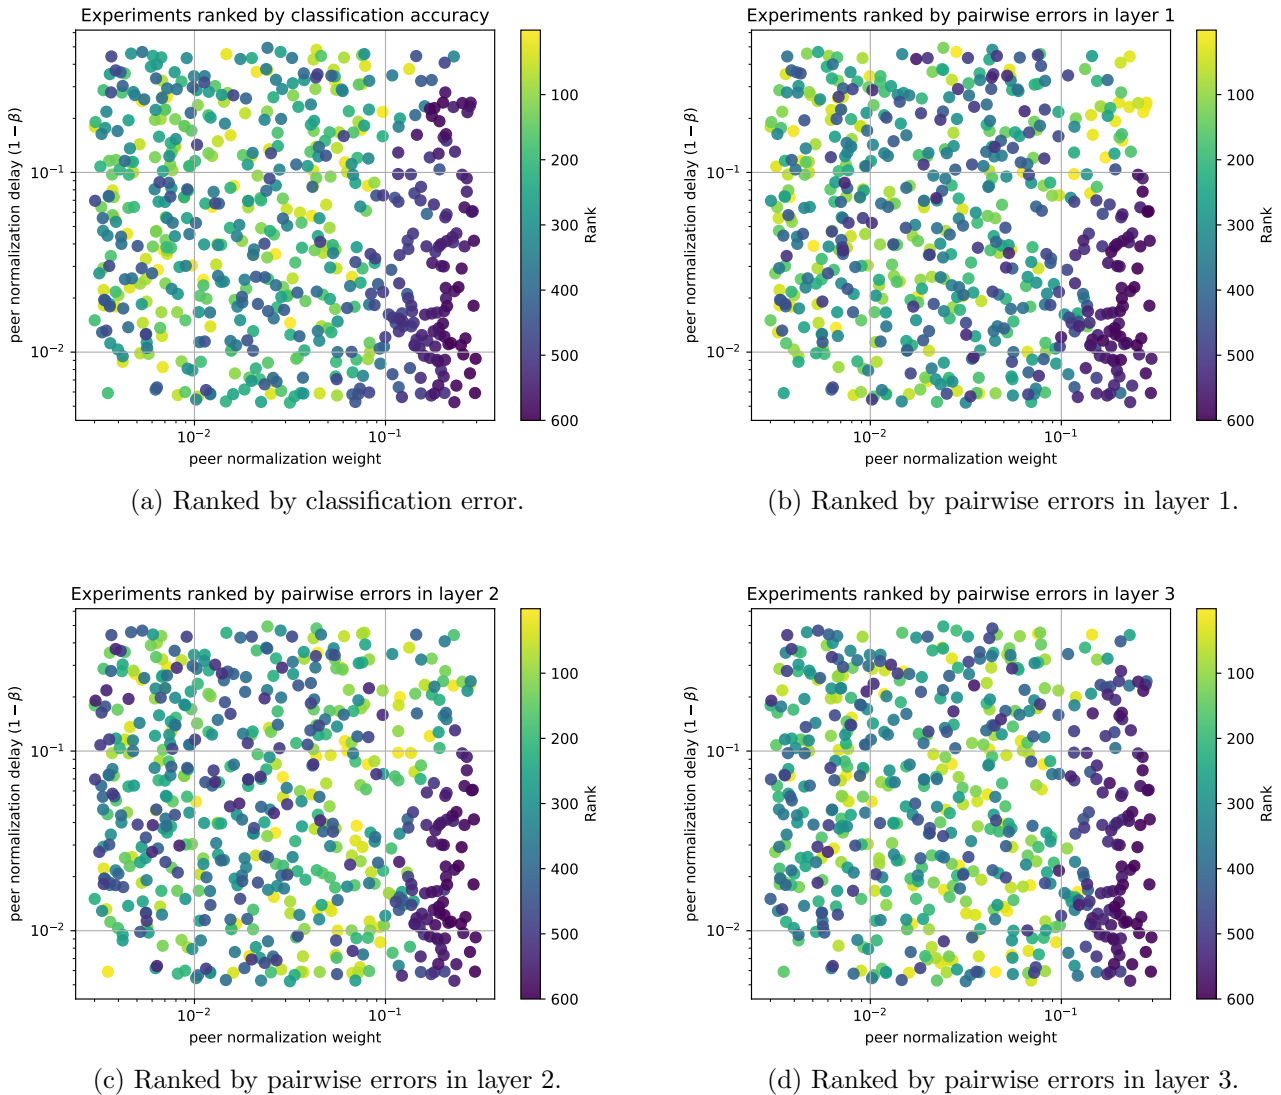 Experiments ranked by classification accuracy
peer normalization delay (1 − β)
10⁻¹
10⁻²
10⁻²
10⁻¹
peer normalization weight
100
200
300
400
500
600
Rank
(a) Ranked by classification error.
Experiments ranked by pairwise errors in layer 1
peer normalization delay (1 − β)
10⁻¹
10⁻²
10⁻²
10⁻¹
peer normalization weight
100
200
300
400
500
600
Rank
(b) Ranked by pairwise errors in layer 1.
Experiments ranked by pairwise errors in layer 2
peer normalization delay (1 − β)
10⁻¹
10⁻²
10⁻²
10⁻¹
peer normalization weight
100
200
300
400
500
600
Rank
(c) Ranked by pairwise errors in layer 2.
Experiments ranked by pairwise errors in layer 3
peer normalization delay (1 − β)
10⁻¹
10⁻²
10⁻²
10⁻¹
peer normalization weight
100
200
300
400
500
600
Rank
(d) Ranked by pairwise errors in layer 3.